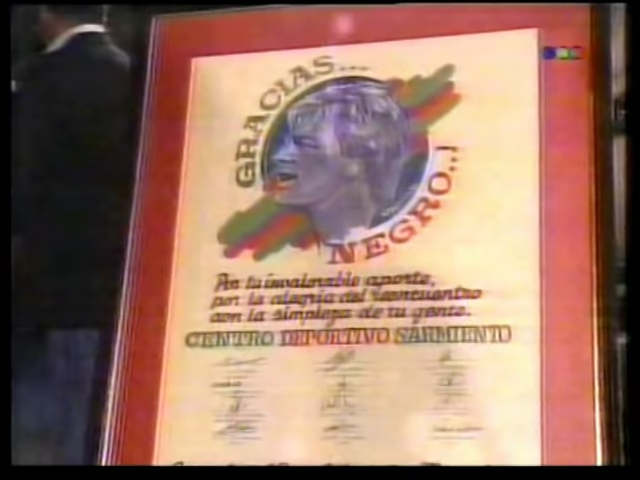 GRACIAS...
NEGRO..!
Por tu invalorable aporte,
por la alegria del reencuentro
con la simpleza de tu gente.
CENTRO DEPORTIVO SARMIENTO